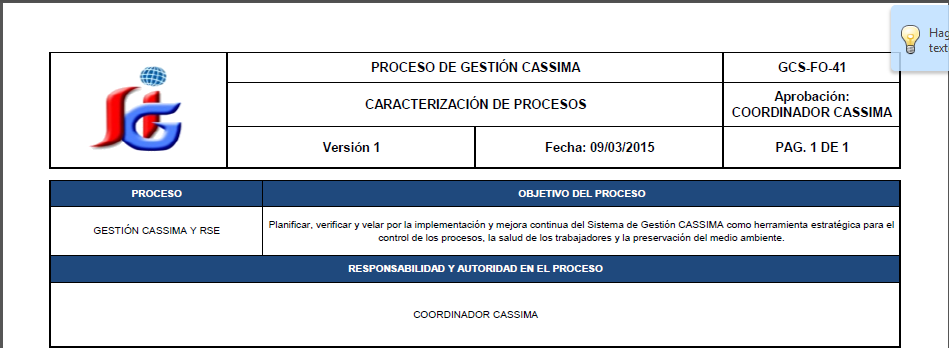 Hag
text
PROCESO DE GESTIÓN CASSIMA
GCS-FO-41
CARACTERIZACIÓN DE PROCESOS
Aprobación:
COORDINADOR CASSIMA
Versión 1
Fecha: 09/03/2015
PAG. 1 DE 1
SIG
PROCESO
OBJETIVO DEL PROCESO
GESTIÓN CASSIMA Y RSE
Planificar, verificar y velar por la implementación y mejora continua del Sistema de Gestión CASSIMA como herramienta estratégica para el
control de los procesos, la salud de los trabajadores y la preservación del medio ambiente.
RESPONSABILIDAD Y AUTORIDAD EN EL PROCESO
COORDINADOR CASSIMA